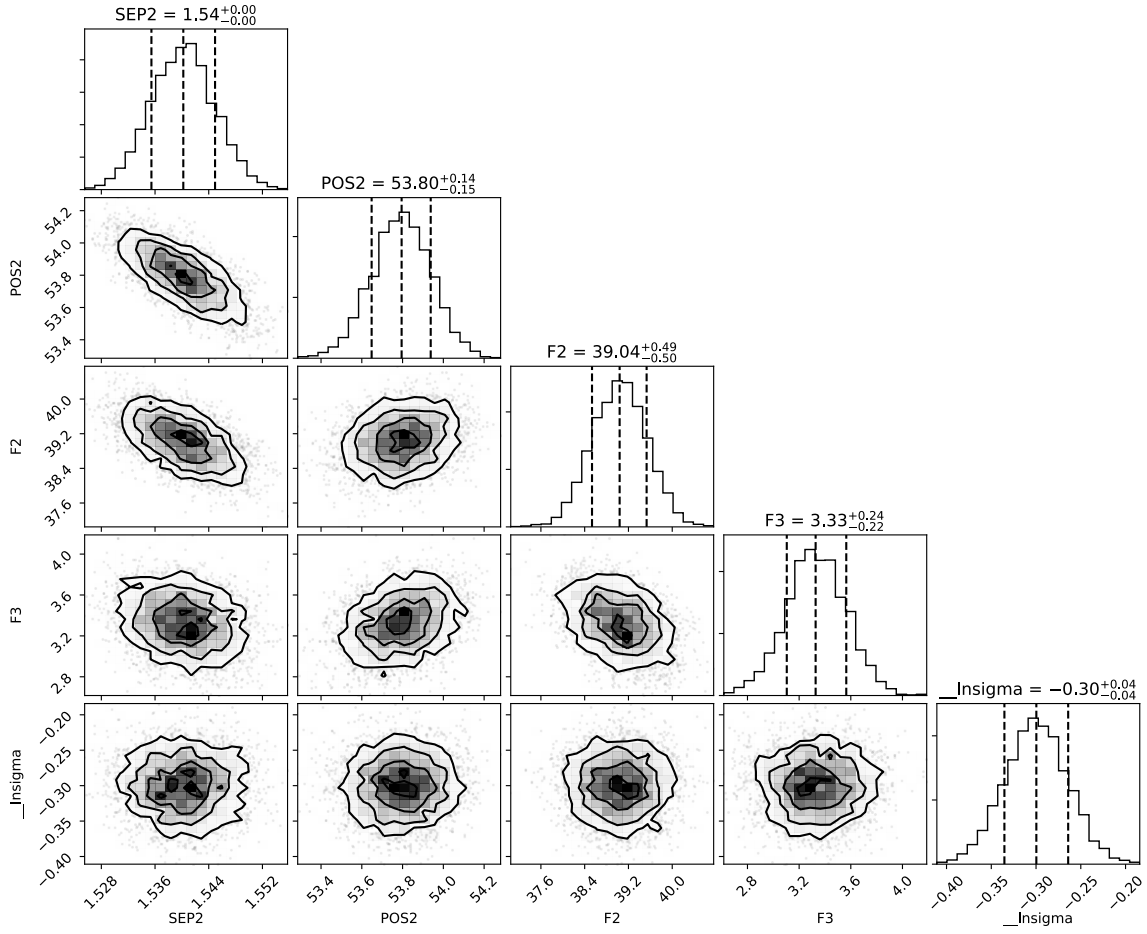 SEP2 = 1.54+0.00 −0.00
POS2 = 53.80+0.14 −0.15
54.2
54.0
53.8
53.6
53.4
POS2
F2 = 39.04+0.49 −0.50
40.0
39.2
38.4
37.6
F2
F3 = 3.33+0.24 −0.22
4.0
3.6
3.2
2.8
F3
__lnsigma = −0.30+0.04 −0.04
−0.20
−0.25
−0.30
−0.35
−0.40
__lnsigma
1.528 1.536 1.544 1.552
SEP2
53.4 53.6 53.8 54.0 54.2
POS2
37.6 38.4 39.2 40.0
F2
2.8 3.2 3.6 4.0
F3
−0.40 −0.35 −0.30 −0.25 −0.20
__lnsigma